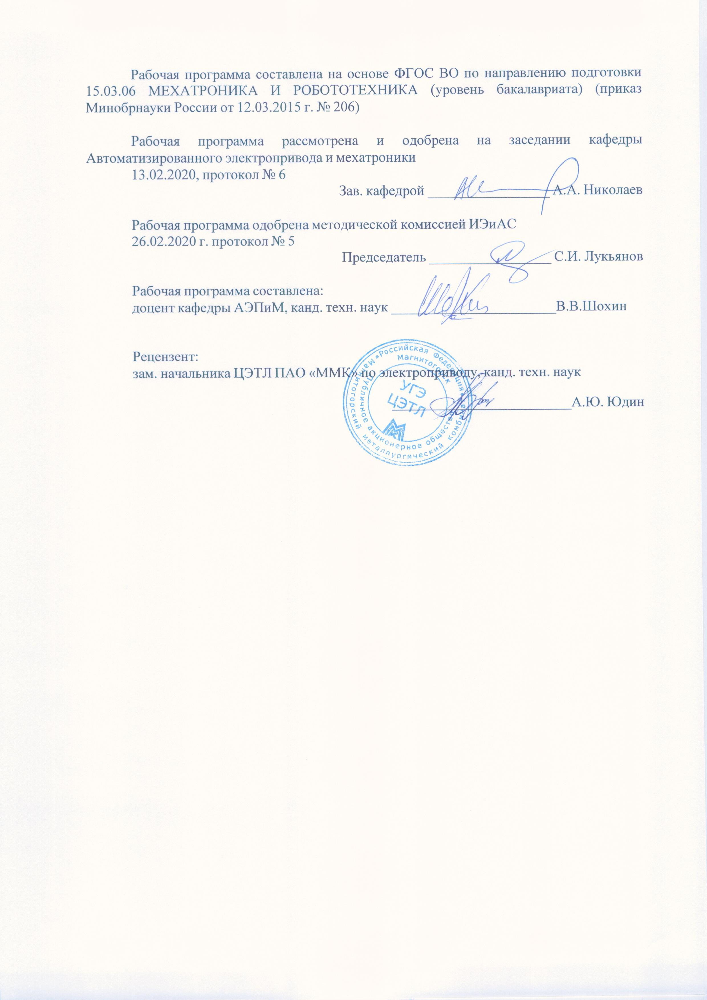 Рабочая программа составлена на основе ФГОС ВО по направлению подготовки
15.03.06 МЕХАТРОНИКА И РОБОТОТЕХНИКА (уровень бакалавриата) (приказ
Минобрнауки России от 12.03.2015 г. № 206)
Рабочая программа рассмотрена и одобрена на заседании кафедры
Автоматизированного электропривода и мехатроники
13.02.2020, протокол № 6
Зав. кафедрой А.А. Николаев
Рабочая программа одобрена методической комиссией ИЭиАС
26.02.2020 г. протокол № 5
Председатель С.И. Лукьянов
Рабочая программа составлена:
доцент кафедры АЭПиМ, канд. техн. наук В.В.Шохин
Рецензент:
зам. начальника ЦЭТЛ ПАО «ММК» по электроприводу, канд. техн. наук
А.Ю. Юдин
*Российская Федерация*
Магнитогорский металлургический комбинат
Магнитогорск
Публичное акционерное общество
УГЭ
ЦЭТЛ